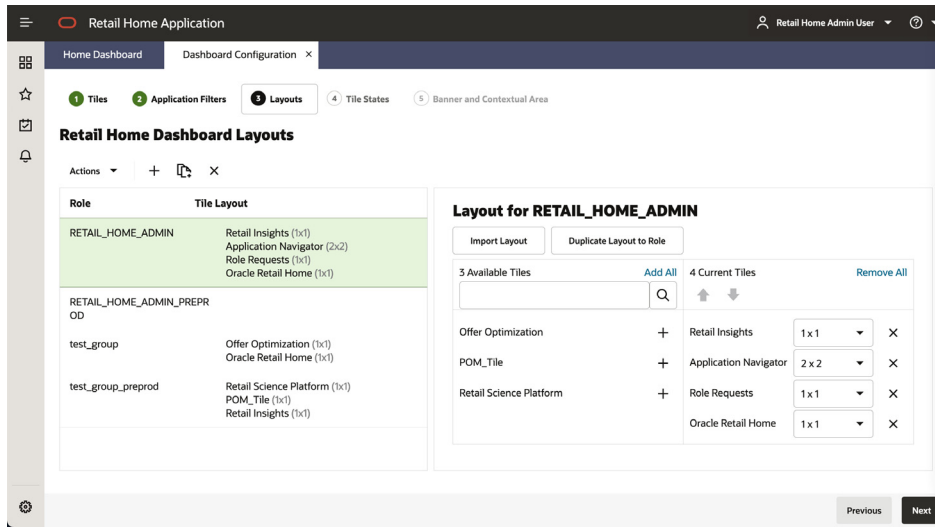 Retail Home Application
Retail Home Admin User
Home Dashboard
Dashboard Configuration
1 Tiles
2 Application Filters
3 Layouts
4 Tile States
5 Banner and Contextual Area
Retail Home Dashboard Layouts
Actions
Role
Tile Layout
RETAIL_HOME_ADMIN
Retail Insights (1x1)
Application Navigator (2x2)
Role Requests (1x1)
Oracle Retail Home (1x1)
RETAIL_HOME_ADMIN_PREPR
OD
test_group
Offer Optimization (1x1)
Oracle Retail Home (1x1)
test_group_preprod
Retail Science Platform (1x1)
POM_Tile (1x1)
Retail Insights (1x1)
Layout for RETAIL_HOME_ADMIN
Import Layout
Duplicate Layout to Role
3 Available Tiles
Add All
Offer Optimization
POM_Tile
Retail Science Platform
4 Current Tiles
Remove All
Retail Insights
1 x 1
Application Navigator
2 x 2
Role Requests
1 x 1
Oracle Retail Home
1 x 1
Previous
Next